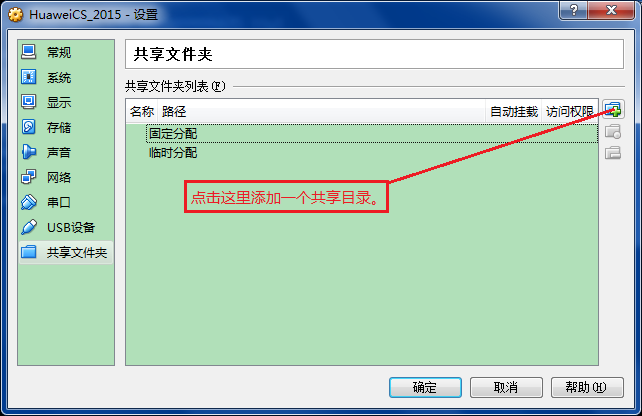 HuaweiCS_2015 - 设置
常规
系统
显示
存储
声音
网络
串口
USB设备
共享文件夹
共享文件夹
共享文件夹列表(F)
名称 路径 自动挂载 访问权限
固定分配
临时分配
点击这里添加一个共享目录。
确定 取消 帮助(H)